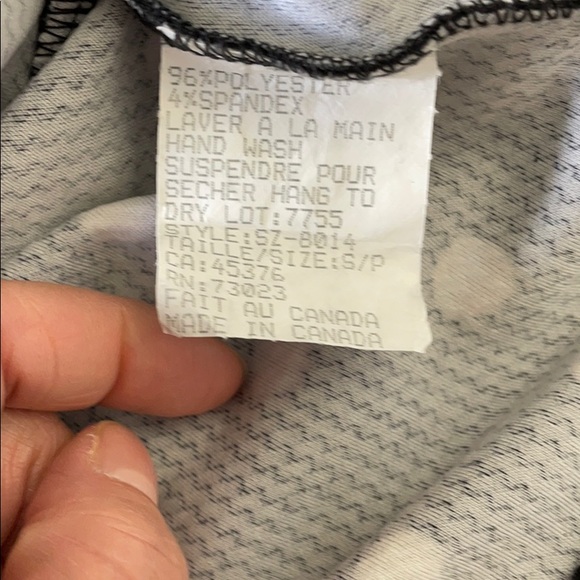 96%POLYESTER
4%SPANDEX
LAVER A LA MAIN
HAND WASH
SUSPENDRE POUR
SECHER HANG TO
DRY LOT:7755
STYLE:SZ-8014
TAILLE/SIZE:S/P
CA:45376
RN:73023
FAIT AU CANADA
MADE IN CANADA